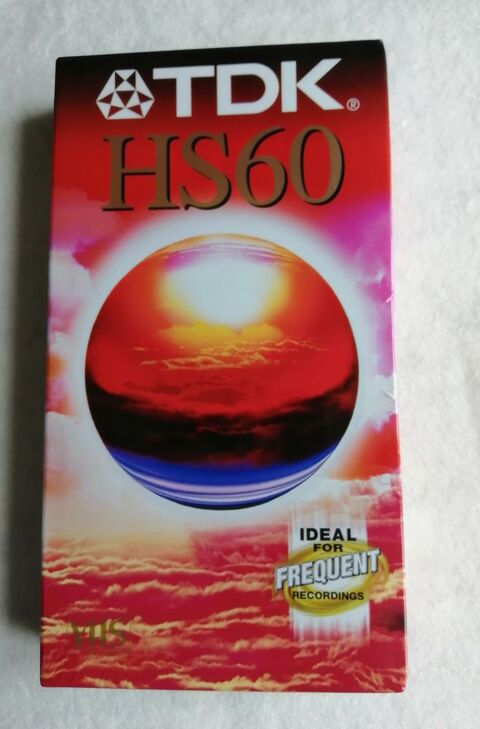 TDK®
HS60
IDEAL
FOR
FREQUENT
RECORDINGS
VHS